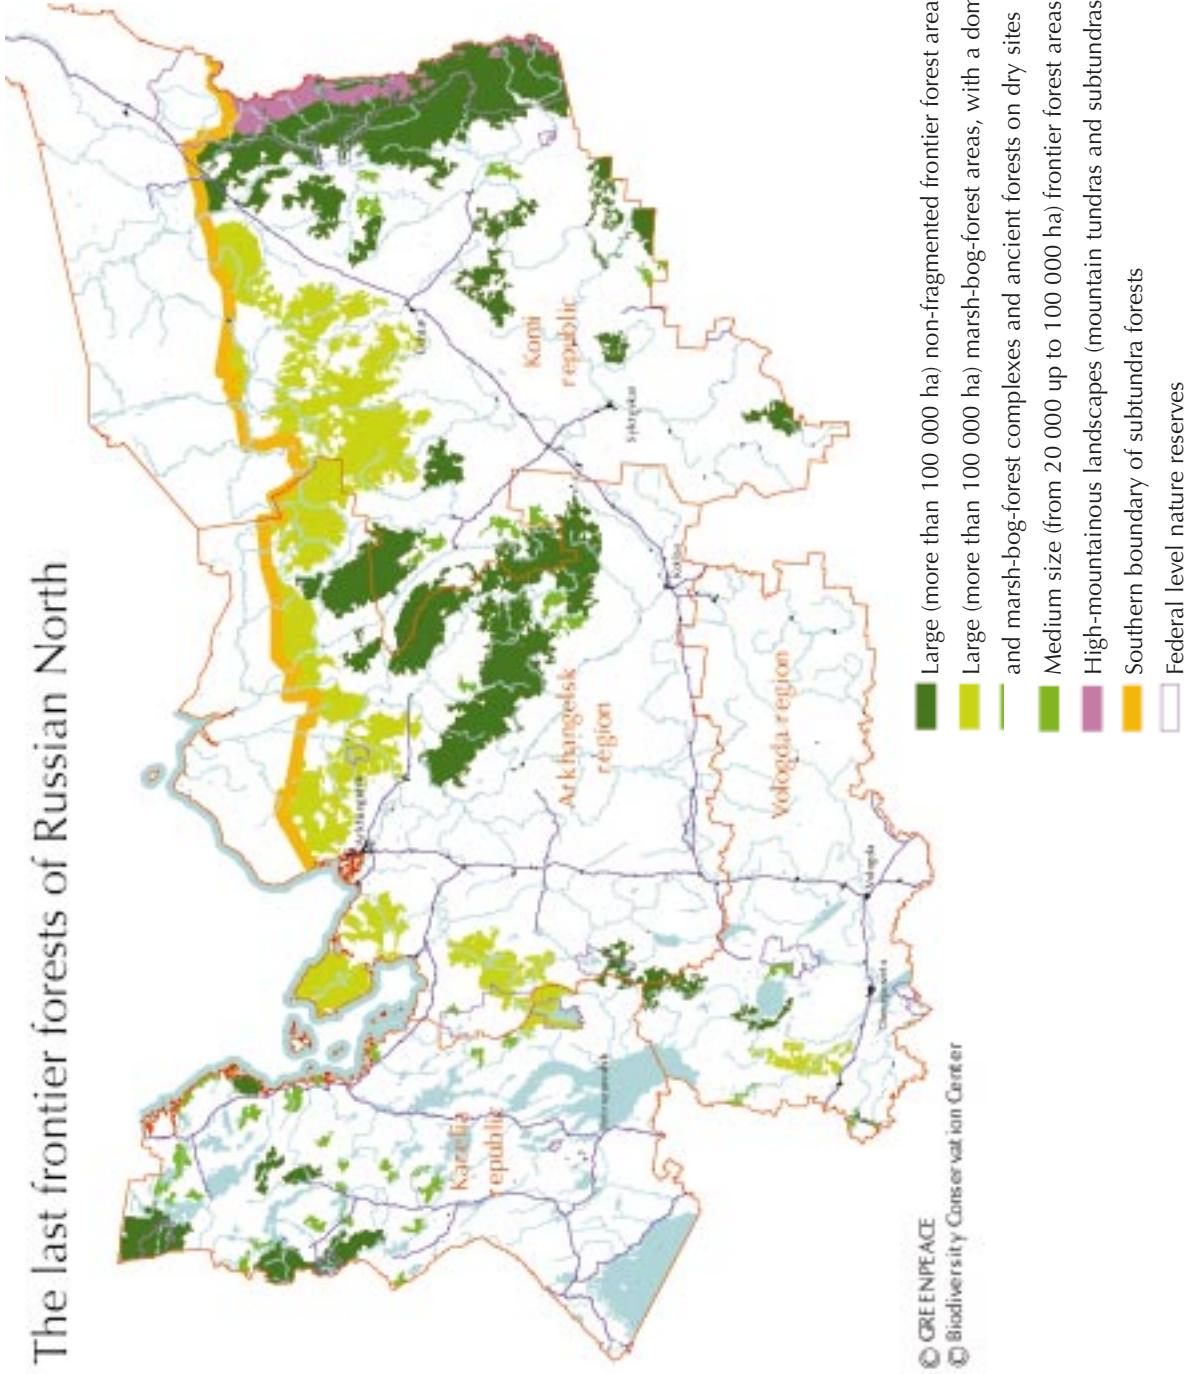 The last frontier forests of Russian North
Komi
republic
Arkhangelsk
region
Vologda region
Karelia
republic
Arkhangelsk
Syktyvkar
Vologda
Cherepovets
© GREENPEACE
© Biodiversity Conservation Center
Large (more than 100 000 ha) non-fragmented frontier forest area
Large (more than 100 000 ha) marsh-bog-forest areas, with a dom
and marsh-bog-forest complexes and ancient forests on dry sites
Medium size (from 20 000 up to 100 000 ha) frontier forest areas
High-mountainous landscapes (mountain tundras and subtundras
Southern boundary of subtundra forests
Federal level nature reserves